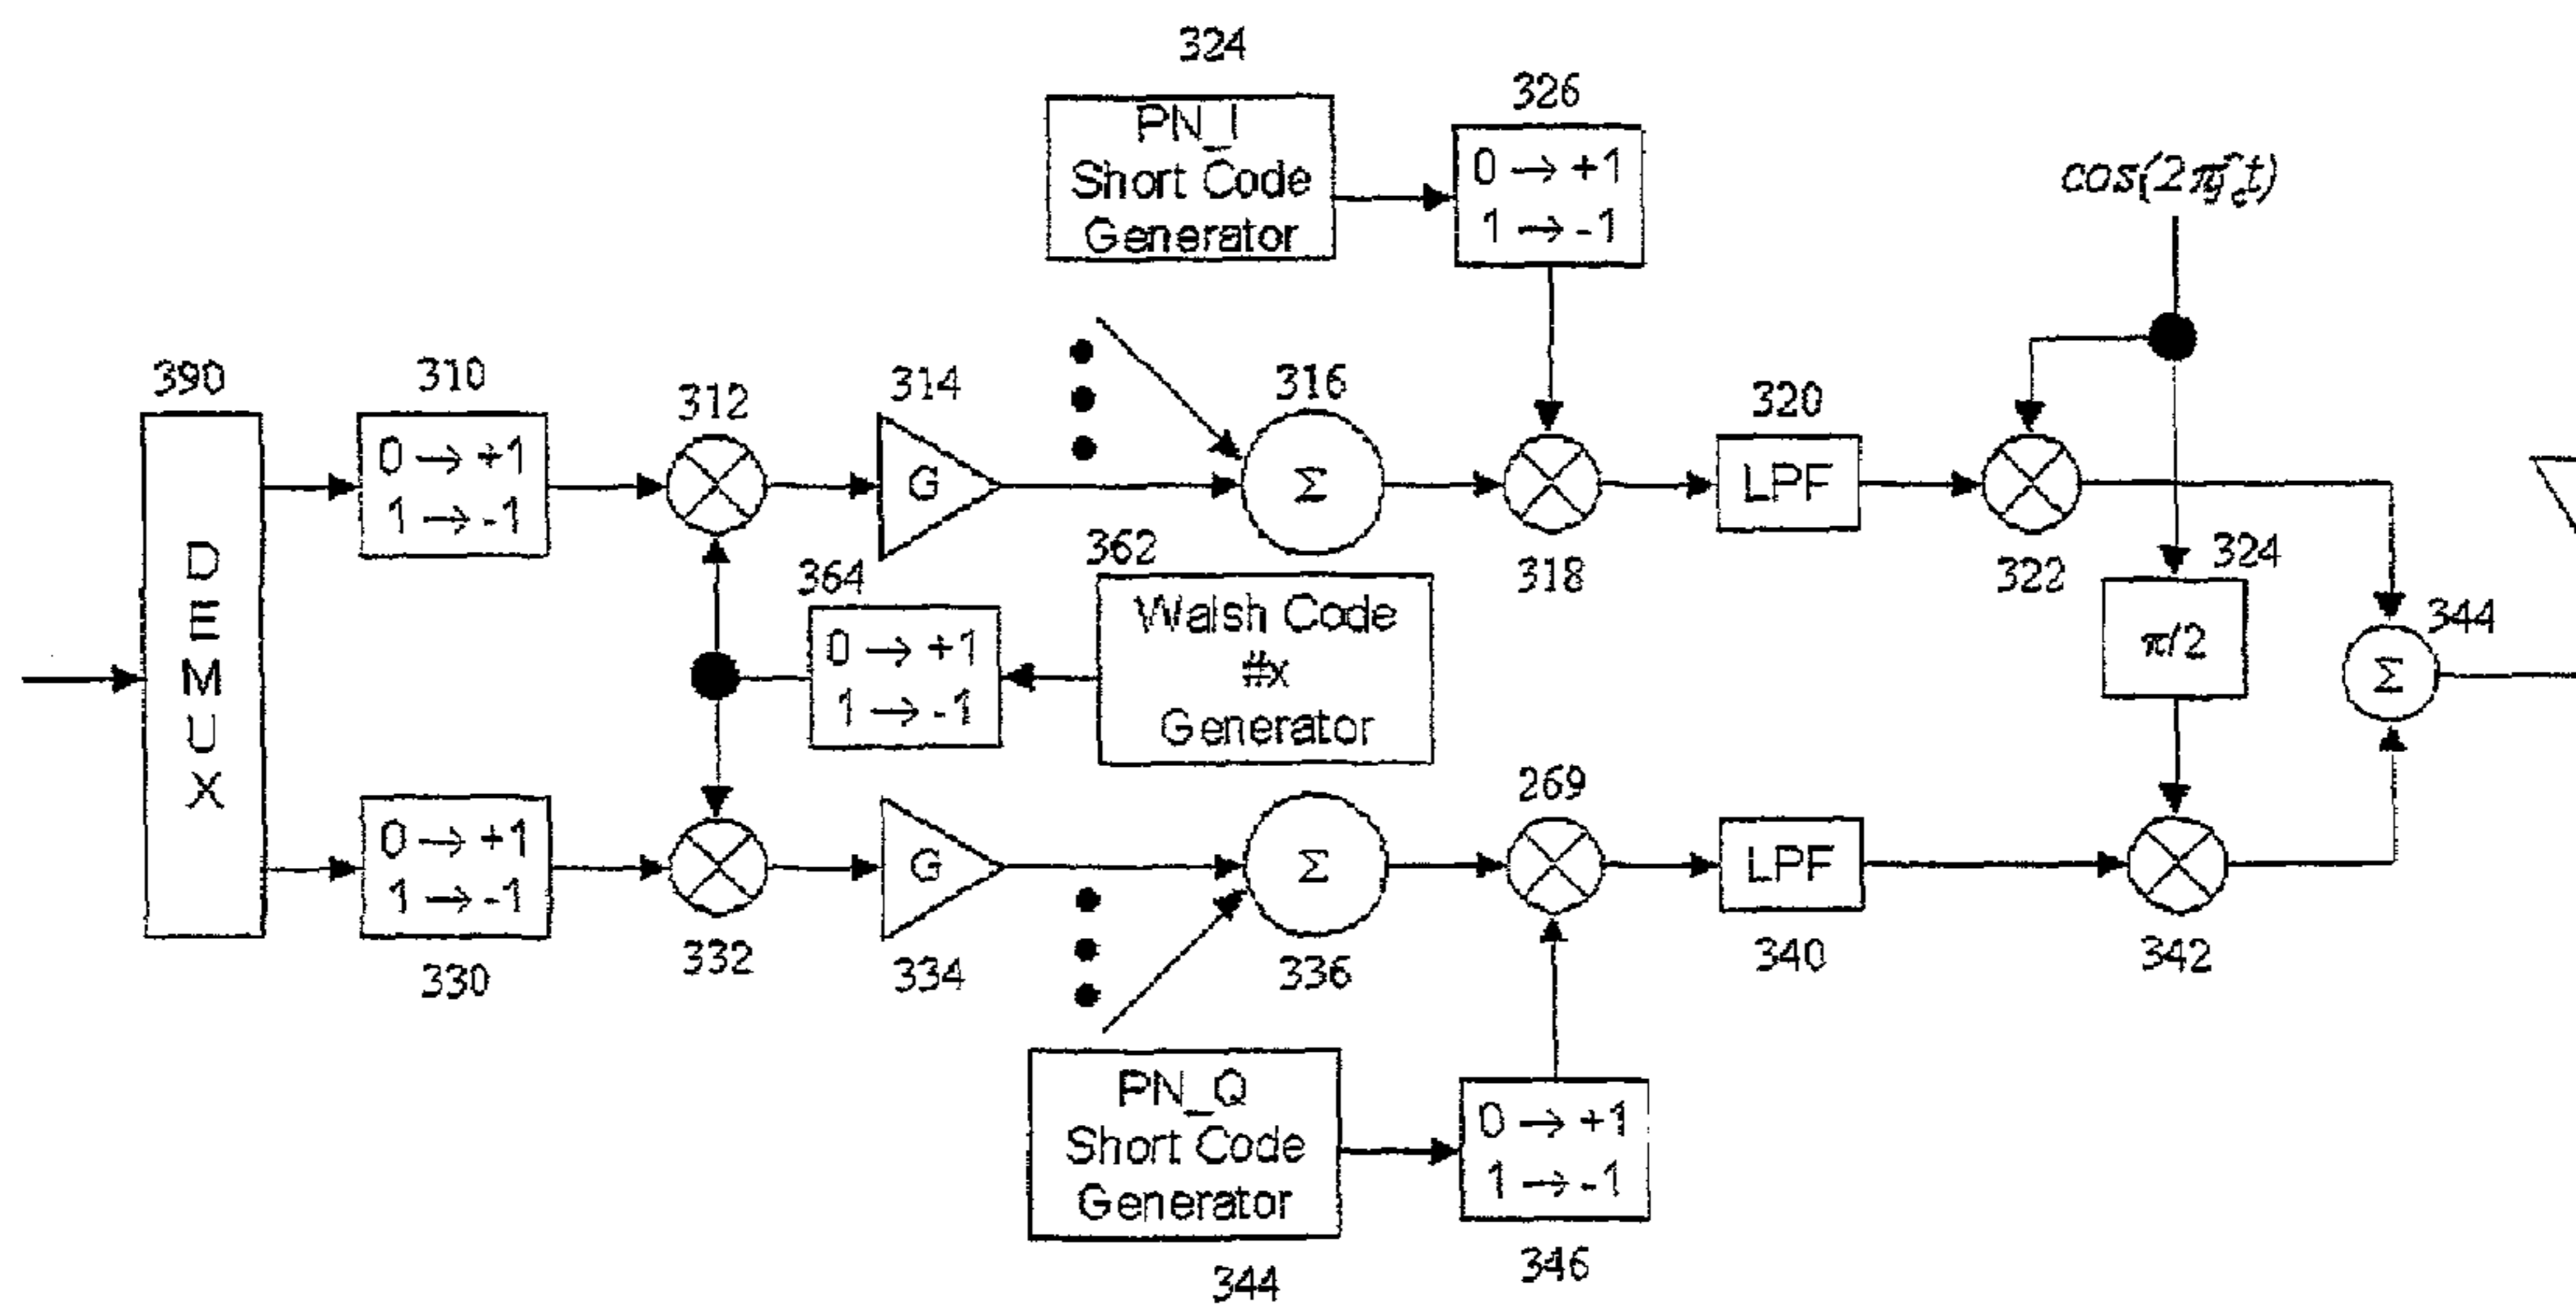 324
PN_I
Short Code
Generator
326
0 → +1
1 → -1
cos(2πf_ct)
390
DEMUX
310
0 → +1
1 → -1
312
314
G
316
Σ
318
320
LPF
322
324
π/2
344
Σ
364
0 → +1
1 → -1
362
Walsh Code
#x
Generator
330
0 → +1
1 → -1
332
334
G
336
Σ
269
340
LPF
342
PN_Q
Short Code
Generator
344
346
0 → +1
1 → -1